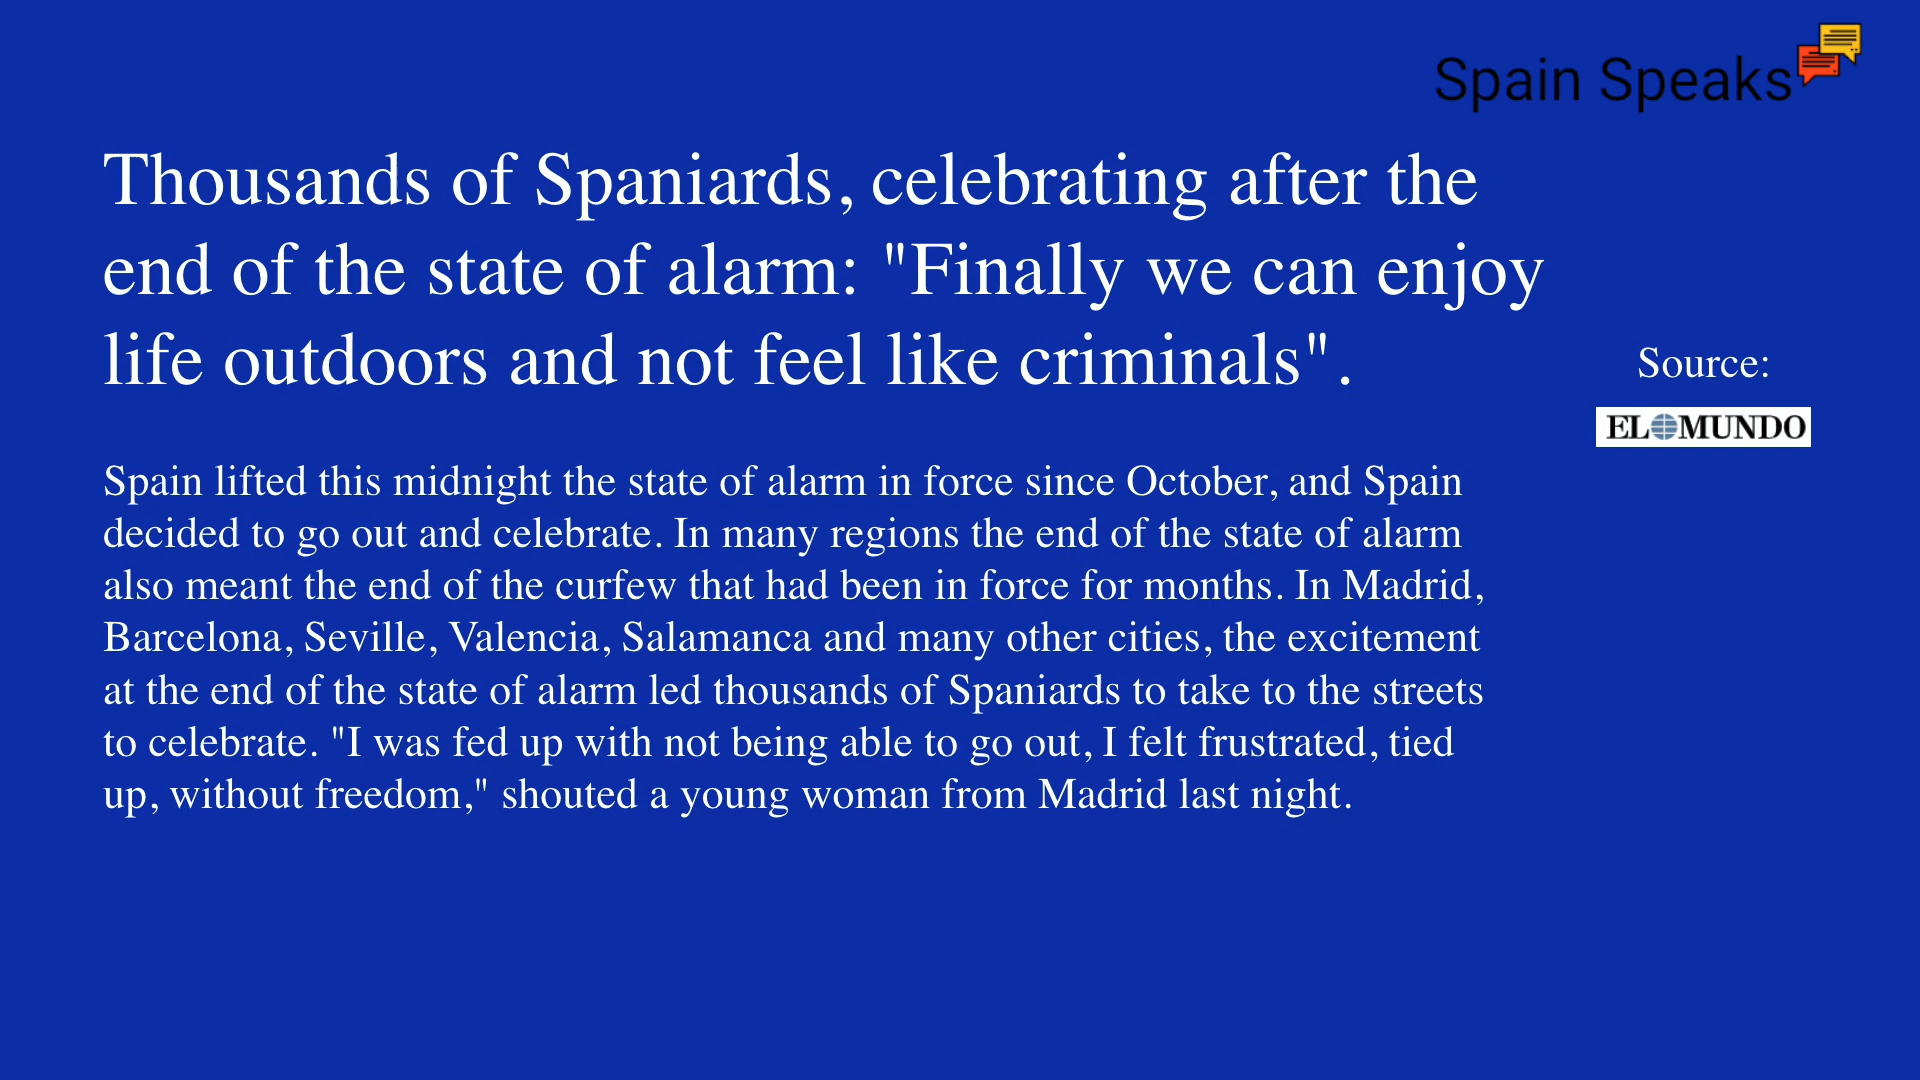 Spain Speaks
Thousands of Spaniards, celebrating after the
end of the state of alarm: "Finally we can enjoy
life outdoors and not feel like criminals".
Source:
EL MUNDO
Spain lifted this midnight the state of alarm in force since October, and Spain
decided to go out and celebrate. In many regions the end of the state of alarm
also meant the end of the curfew that had been in force for months. In Madrid,
Barcelona, Seville, Valencia, Salamanca and many other cities, the excitement
at the end of the state of alarm led thousands of Spaniards to take to the streets
to celebrate. "I was fed up with not being able to go out, I felt frustrated, tied
up, without freedom," shouted a young woman from Madrid last night.